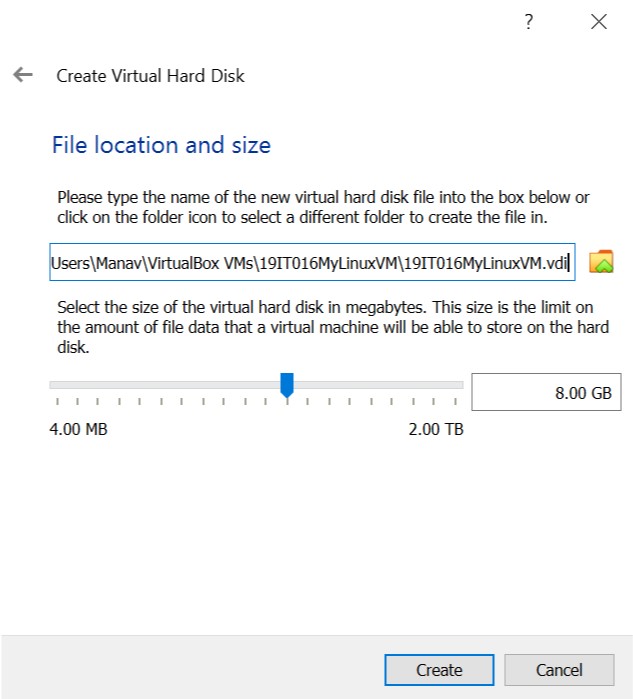 ?
Create Virtual Hard Disk
File location and size
Please type the name of the new virtual hard disk file into the box below or
click on the folder icon to select a different folder to create the file in.
Users\Manav\VirtualBox VMs\19IT016MyLinuxVM\19IT016MyLinuxVM.vdi
Select the size of the virtual hard disk in megabytes. This size is the limit on
the amount of file data that a virtual machine will be able to store on the hard
disk.
8.00 GB
4.00 MB 2.00 TB
Create Cancel